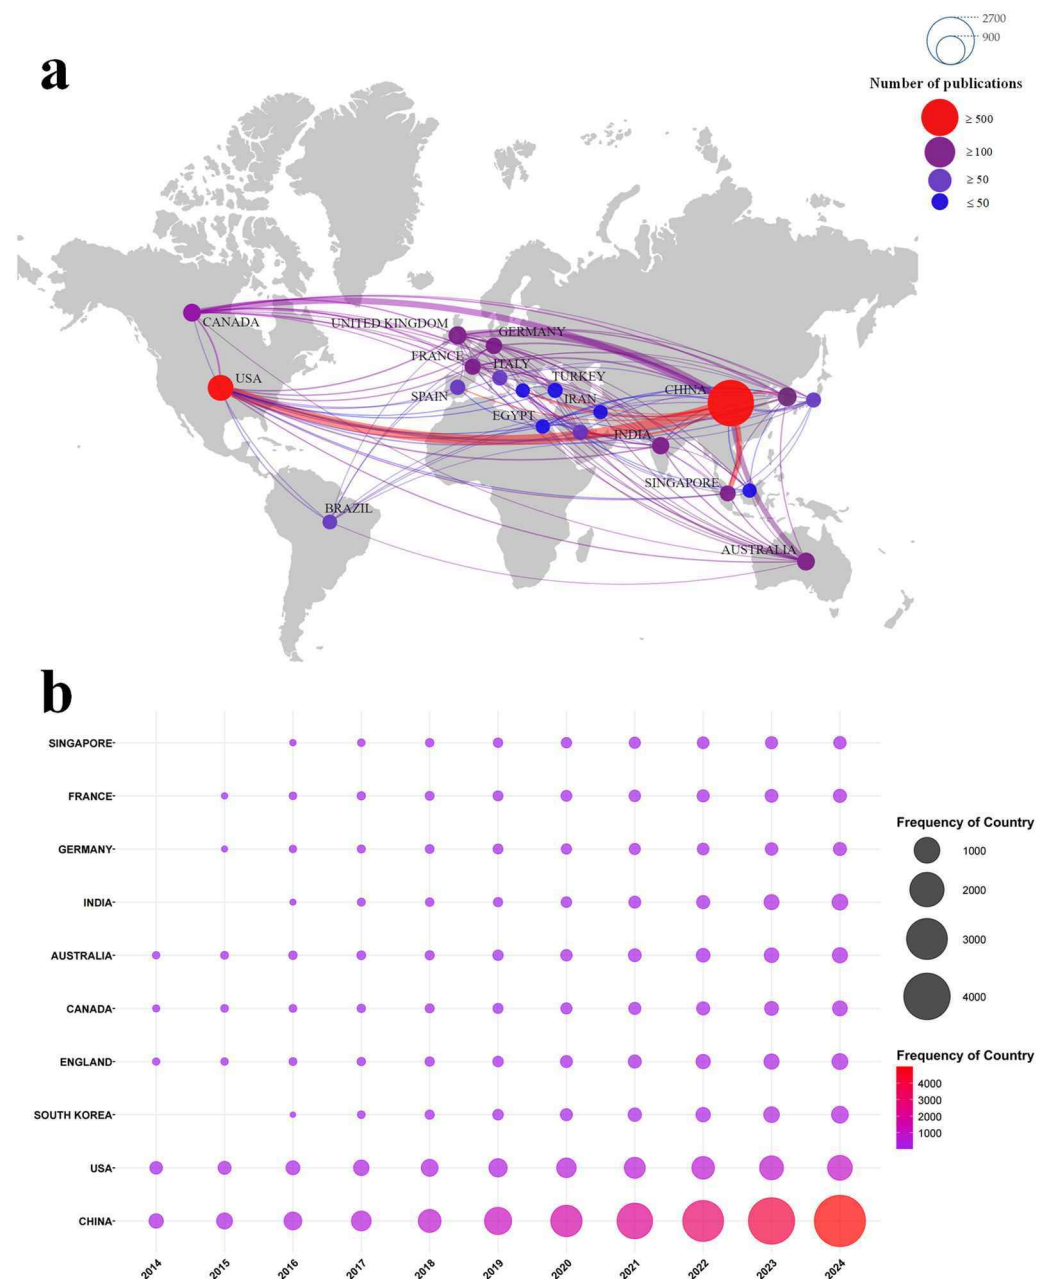 a
2700
900
Number of publications
≥ 500
≥ 100
≥ 50
≤ 50
CANADA
UNITED KINGDOM
GERMANY
FRANCE
ITALY
USA
SPAIN
TURKEY
CHINA
IRAN
EGYPT
INDIA
SINGAPORE
BRAZIL
AUSTRALIA
b
SINGAPORE
FRANCE
GERMANY
INDIA
AUSTRALIA
CANADA
ENGLAND
SOUTH KOREA
USA
CHINA
2014
2015
2016
2017
2018
2019
2020
2021
2022
2023
2024
Frequency of Country
1000
2000
3000
4000
Frequency of Country
4000
3000
2000
1000